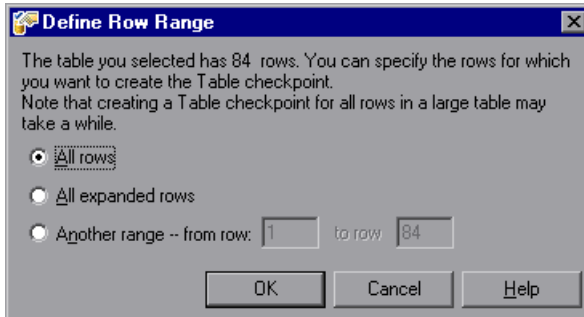 Define Row Range
The table you selected has 84 rows. You can specify the rows for which
you want to create the Table checkpoint.
Note that creating a Table checkpoint for all rows in a large table may
take a while.
All rows
All expanded rows
Another range -- from row: 1 to row 84
OK Cancel Help